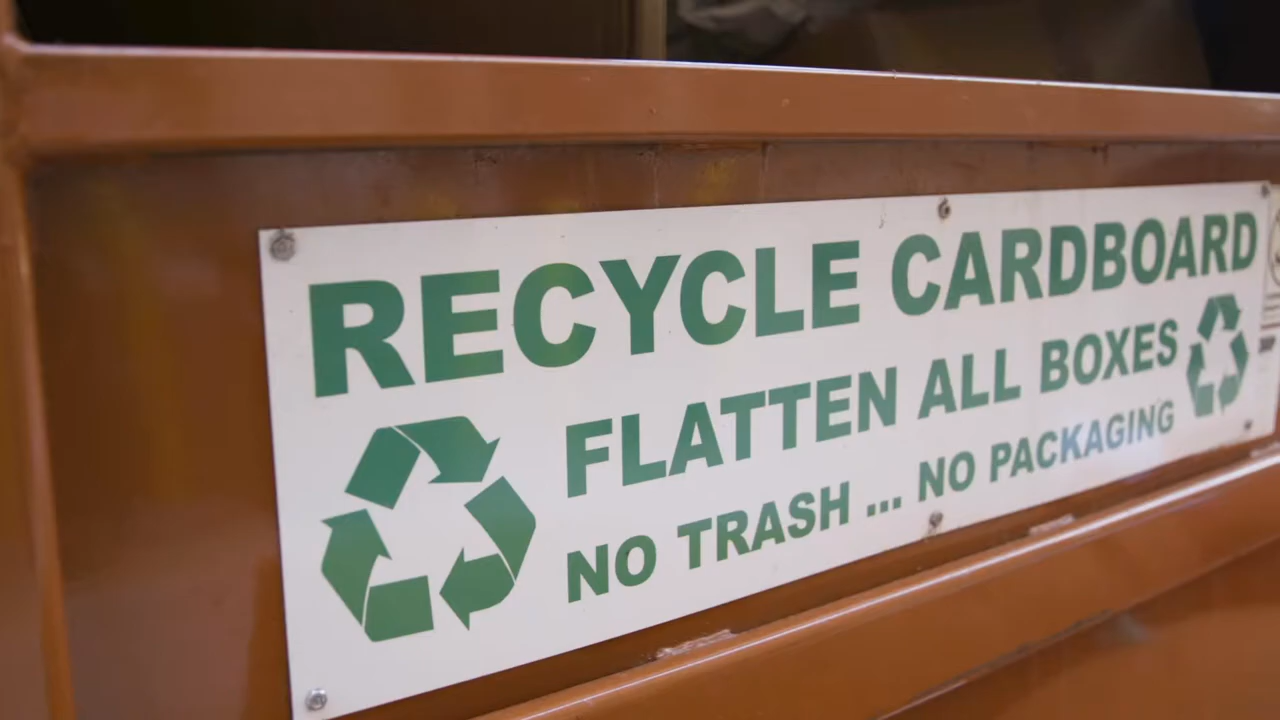 RECYCLE CARDBOARD
FLATTEN ALL BOXES
NO TRASH ... NO PACKAGING